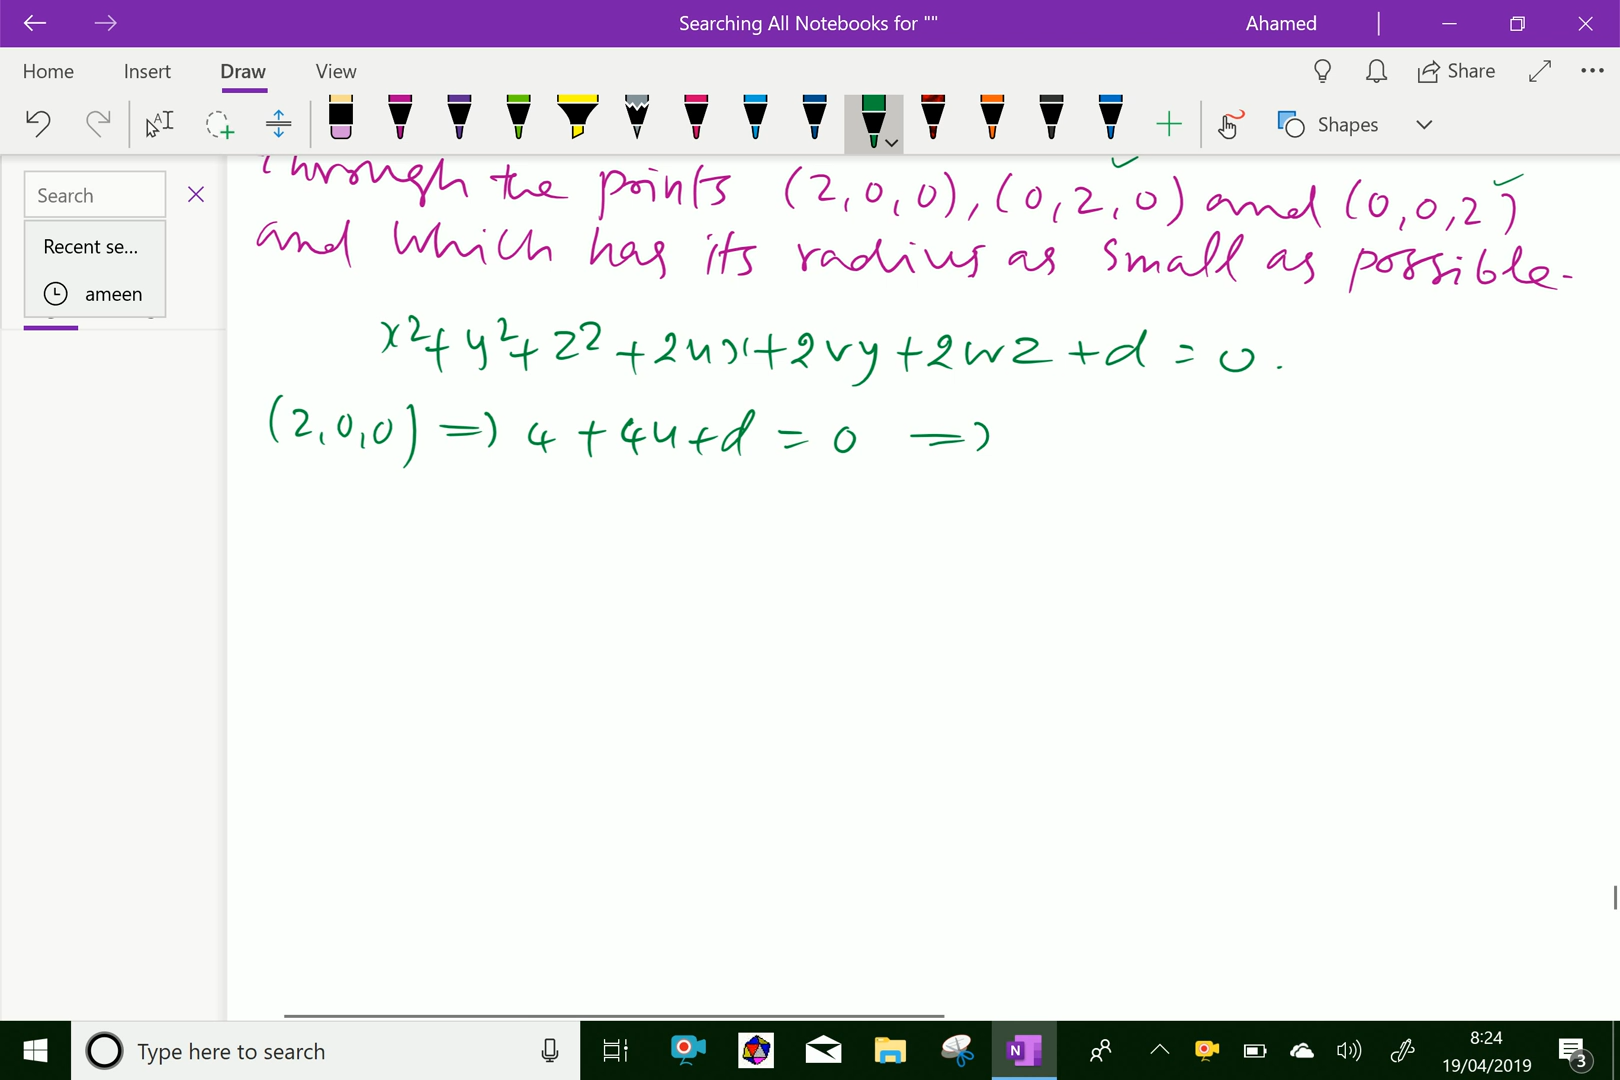 Searching All Notebooks for ""
Ahamed
Home Insert Draw View
Share
Shapes
Search
Recent se...
ameen
through the points (2,0,0), (0,2,0) and (0,0,2)
and which has its radius as small as possible.
x²+y²+z²+2ux+2vy+2wz+d=0.
(2,0,0) => 4+4u+d=0 =>
Type here to search
N
8:24
19/04/2019
3